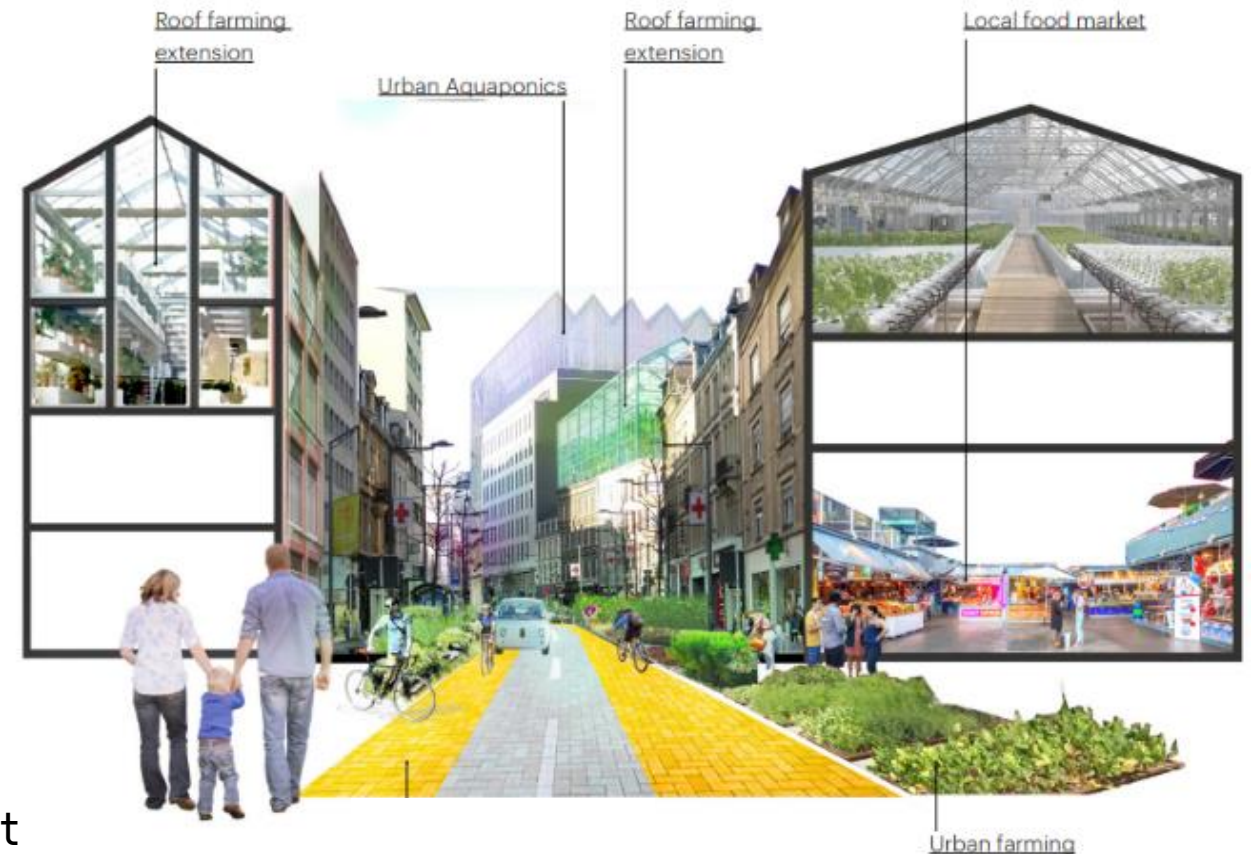 Roof farming
extension
Urban Aquaponics
Roof farming
extension
Local food market
t
Urban farming